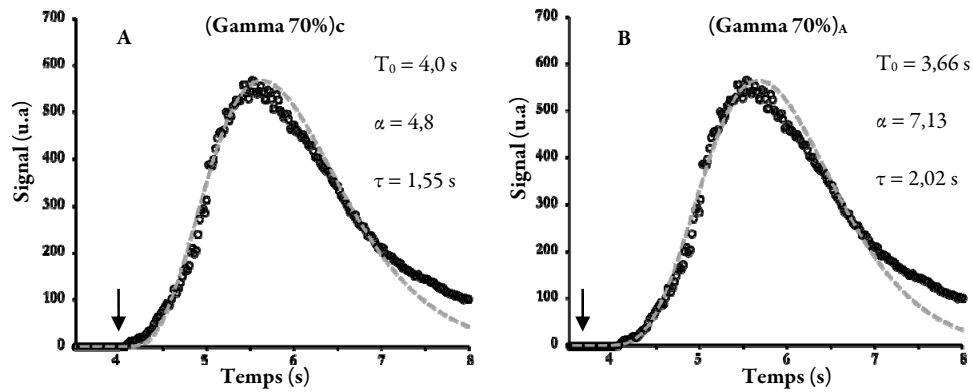 A
(Gamma 70%)c
T₀ = 4,0 s
α = 4,8
τ = 1,55 s
Signal (u.a)
700
600
500
400
300
200
100
0
4
5
6
7
8
Temps (s)
B
(Gamma 70%)A
T₀ = 3,66 s
α = 7,13
τ = 2,02 s
Signal (u.a)
700
600
500
400
300
200
100
0
4
5
6
7
8
Temps (s)